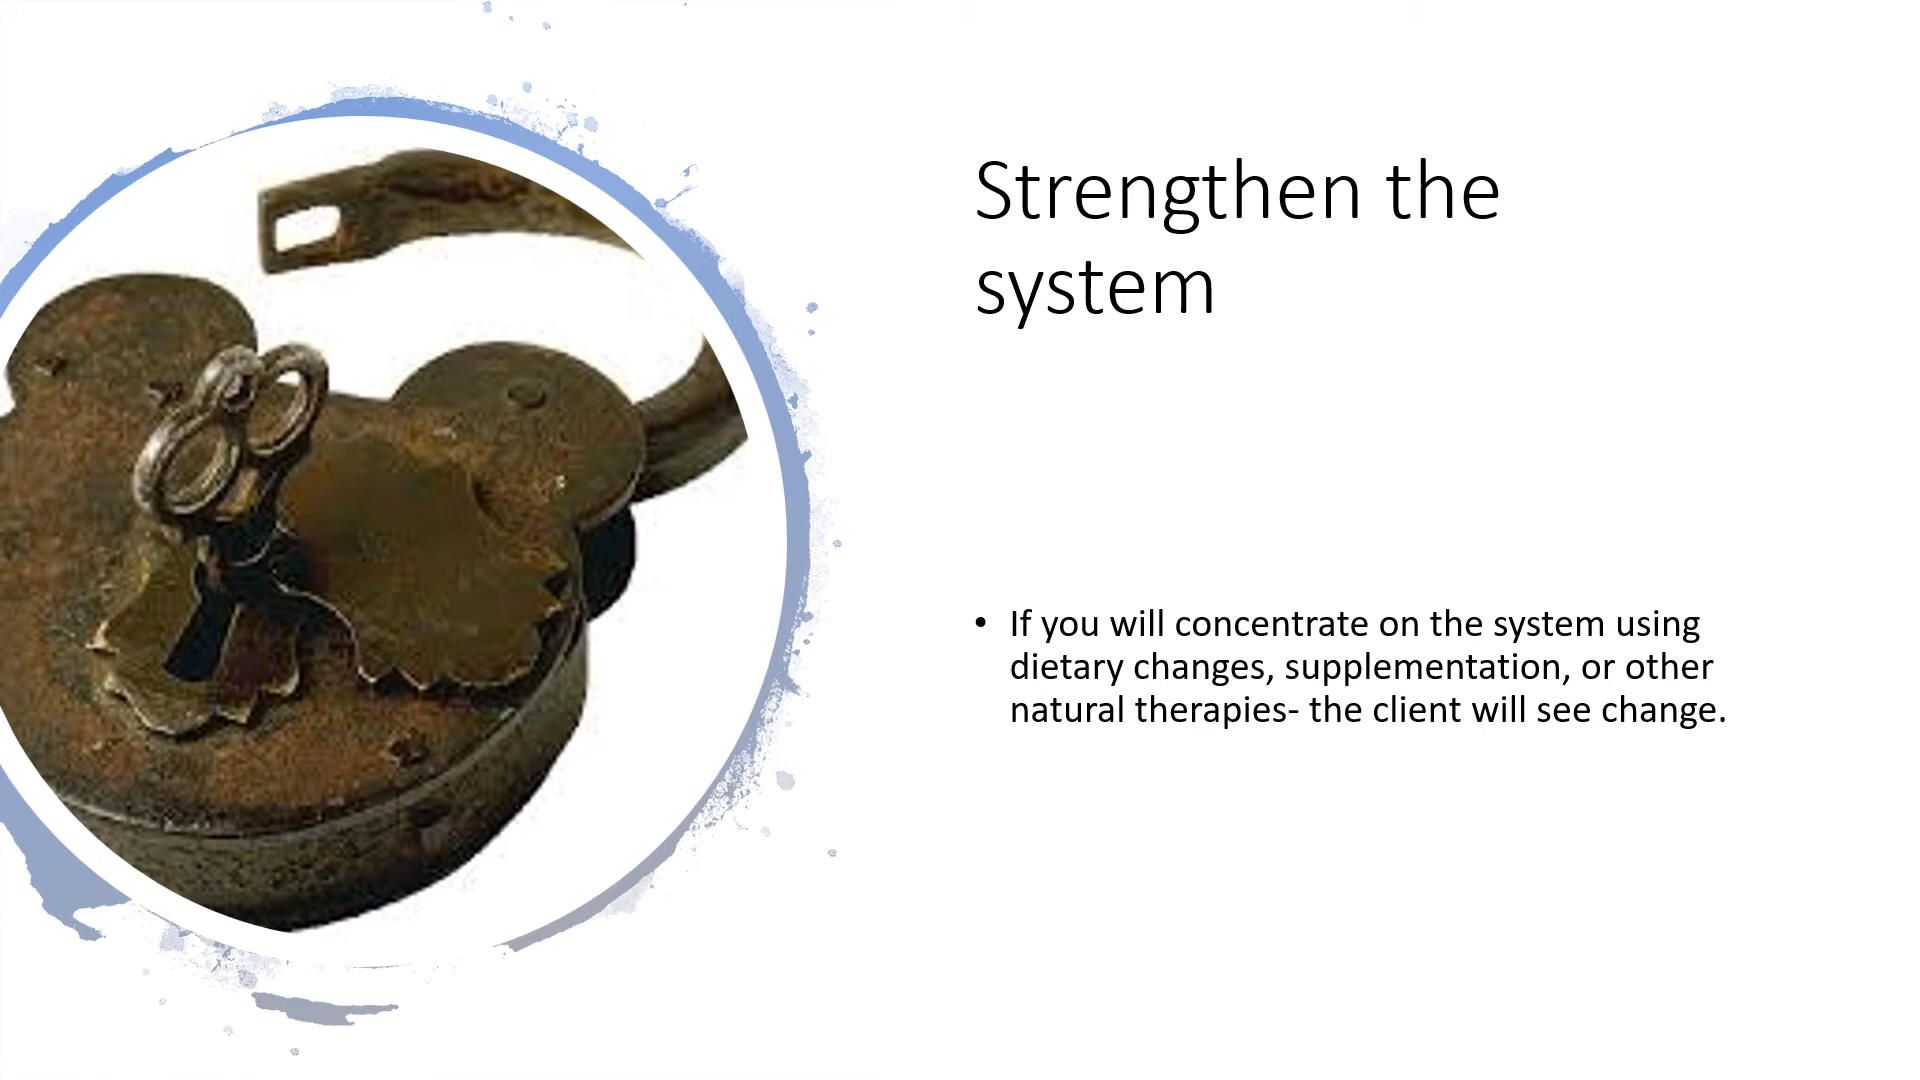 Strengthen the
system
• If you will concentrate on the system using
dietary changes, supplementation, or other
natural therapies- the client will see change.